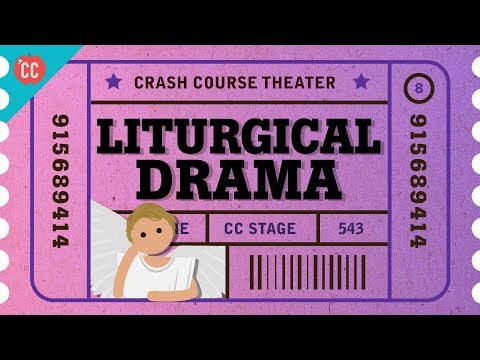 CC
CRASH COURSE THEATER
8
915689414
LITURGICAL
DRAMA
915689414
CC STAGE
543